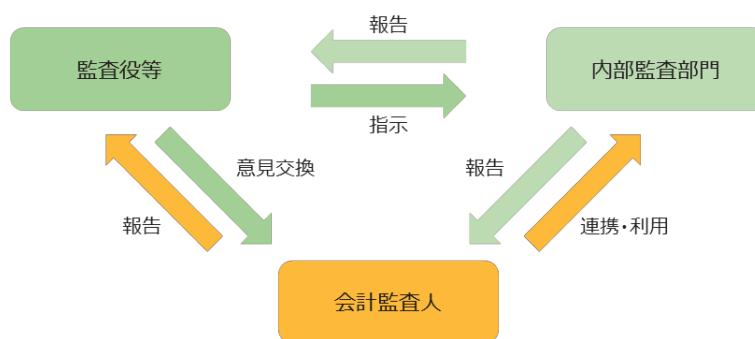 報告
監査役等
内部監査部門
指示
意見交換
報告
報告
連携・利用
会計監査人